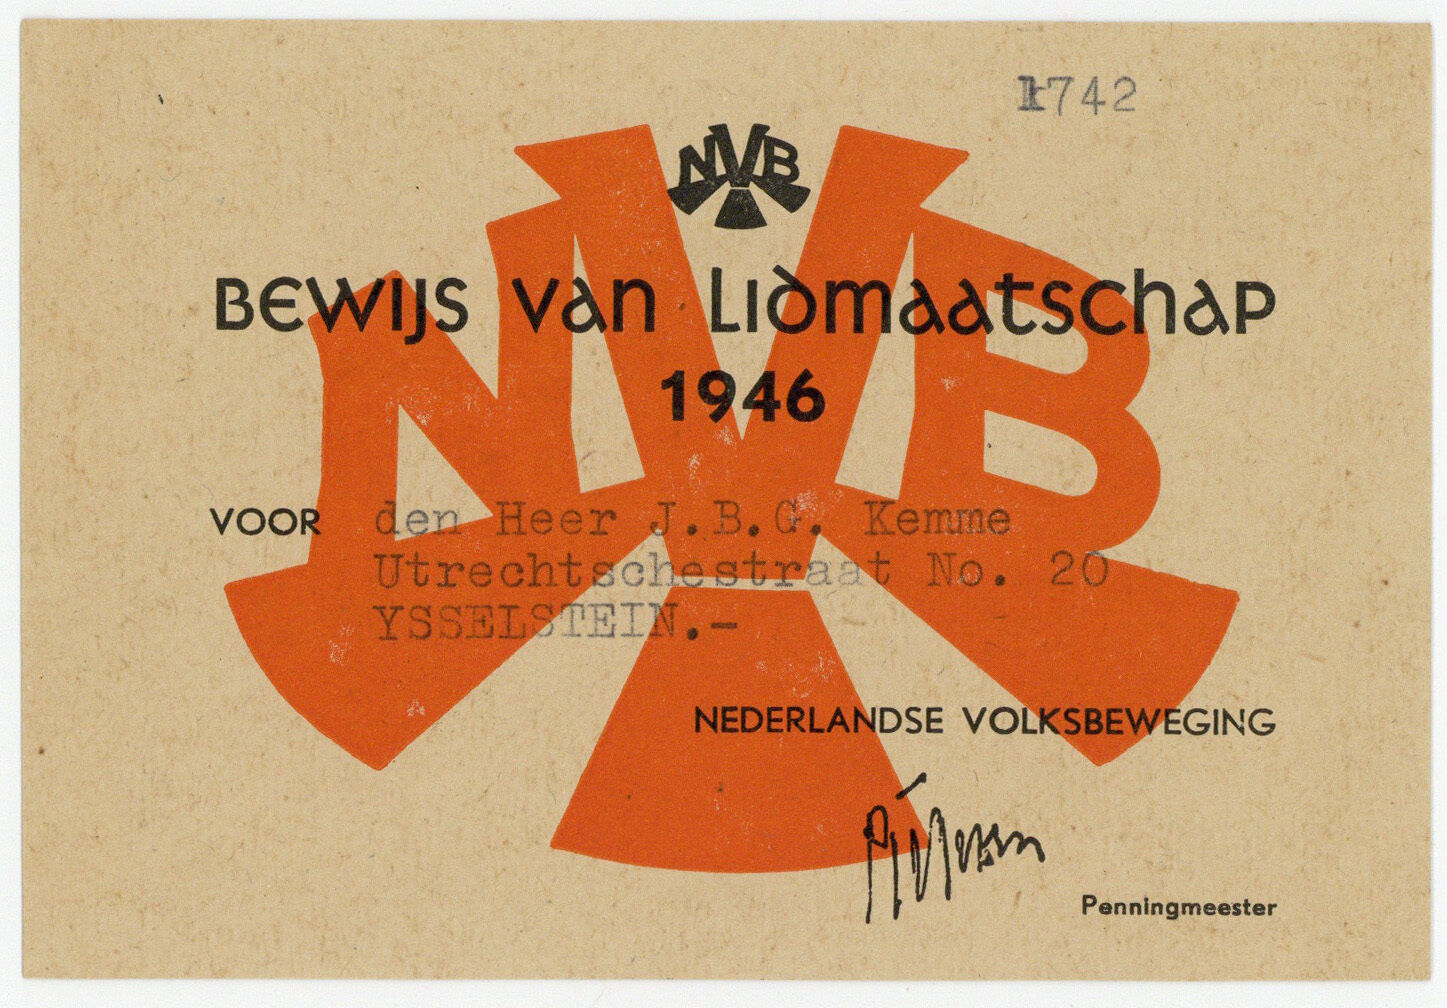 1742
NVB
BEWIJS VAN LIDMAATSCHAP
1946
VOOR den Heer J.B.G. Kemme
Utrechtschestraat No. 20
YSSELSTEIN.-
NEDERLANDSE VOLKSBEWEGING
Penningmeester